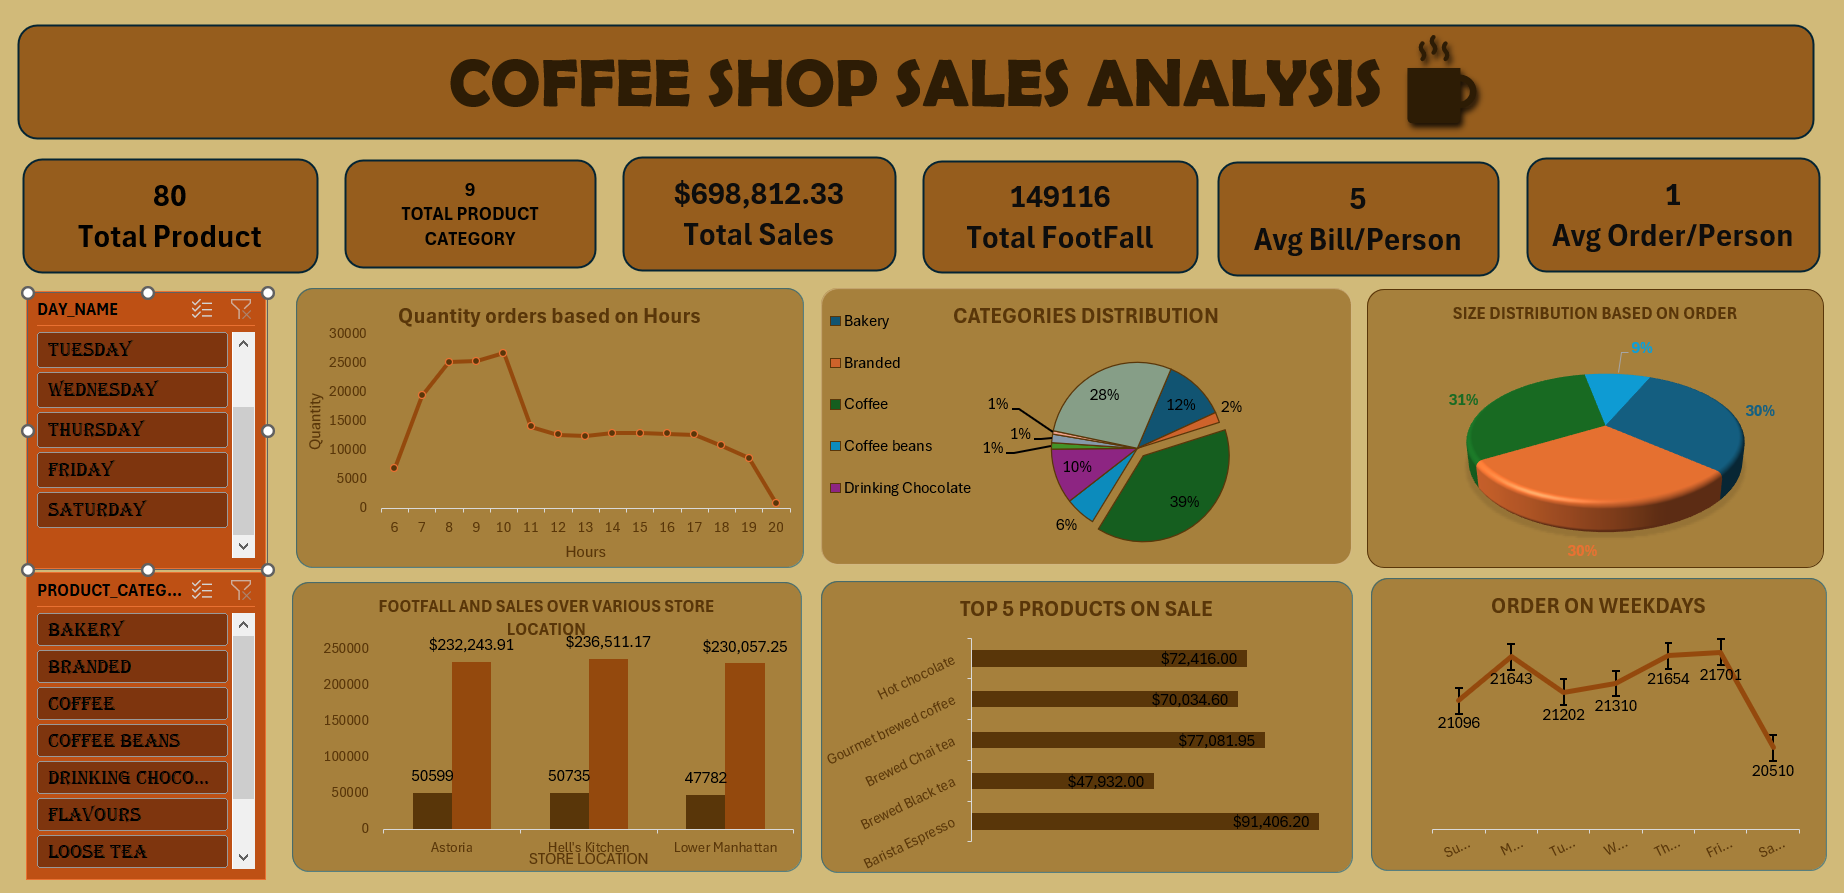 COFFEE SHOP SALES ANALYSIS
80
Total Product
9
TOTAL PRODUCT
CATEGORY
$698,812.33
Total Sales
149116
Total FootFall
5
Avg Bill/Person
1
Avg Order/Person
DAY_NAME
TUESDAY
WEDNESDAY
THURSDAY
FRIDAY
SATURDAY
PRODUCT_CATEG...
BAKERY
BRANDED
COFFEE
COFFEE BEANS
DRINKING CHOCO...
FLAVOURS
LOOSE TEA
Quantity orders based on Hours
Quantity
30000
25000
20000
15000
10000
5000
0
6 7 8 9 10 11 12 13 14 15 16 17 18 19 20
Hours
CATEGORIES DISTRIBUTION
Bakery
Branded
Coffee
Coffee beans
Drinking Chocolate
28%
12%
2%
39%
6%
10%
1%
1%
1%
SIZE DISTRIBUTION BASED ON ORDER
9%
30%
30%
31%
FOOTFALL AND SALES OVER VARIOUS STORE
LOCATION
250000
200000
150000
100000
50000
0
$232,243.91
$236,511.17
$230,057.25
50599
50735
47782
Astoria
Hell's Kitchen
Lower Manhattan
STORE LOCATION
TOP 5 PRODUCTS ON SALE
Hot chocolate
$72,416.00
Gourmet brewed coffee
$70,034.60
Brewed Chai tea
$77,081.95
Brewed Black tea
$47,932.00
Barista Espresso
$91,406.20
ORDER ON WEEKDAYS
21096
21643
21202
21310
21654
21701
20510
Su...
M...
Tu...
W...
Th...
Fri...
Sa...